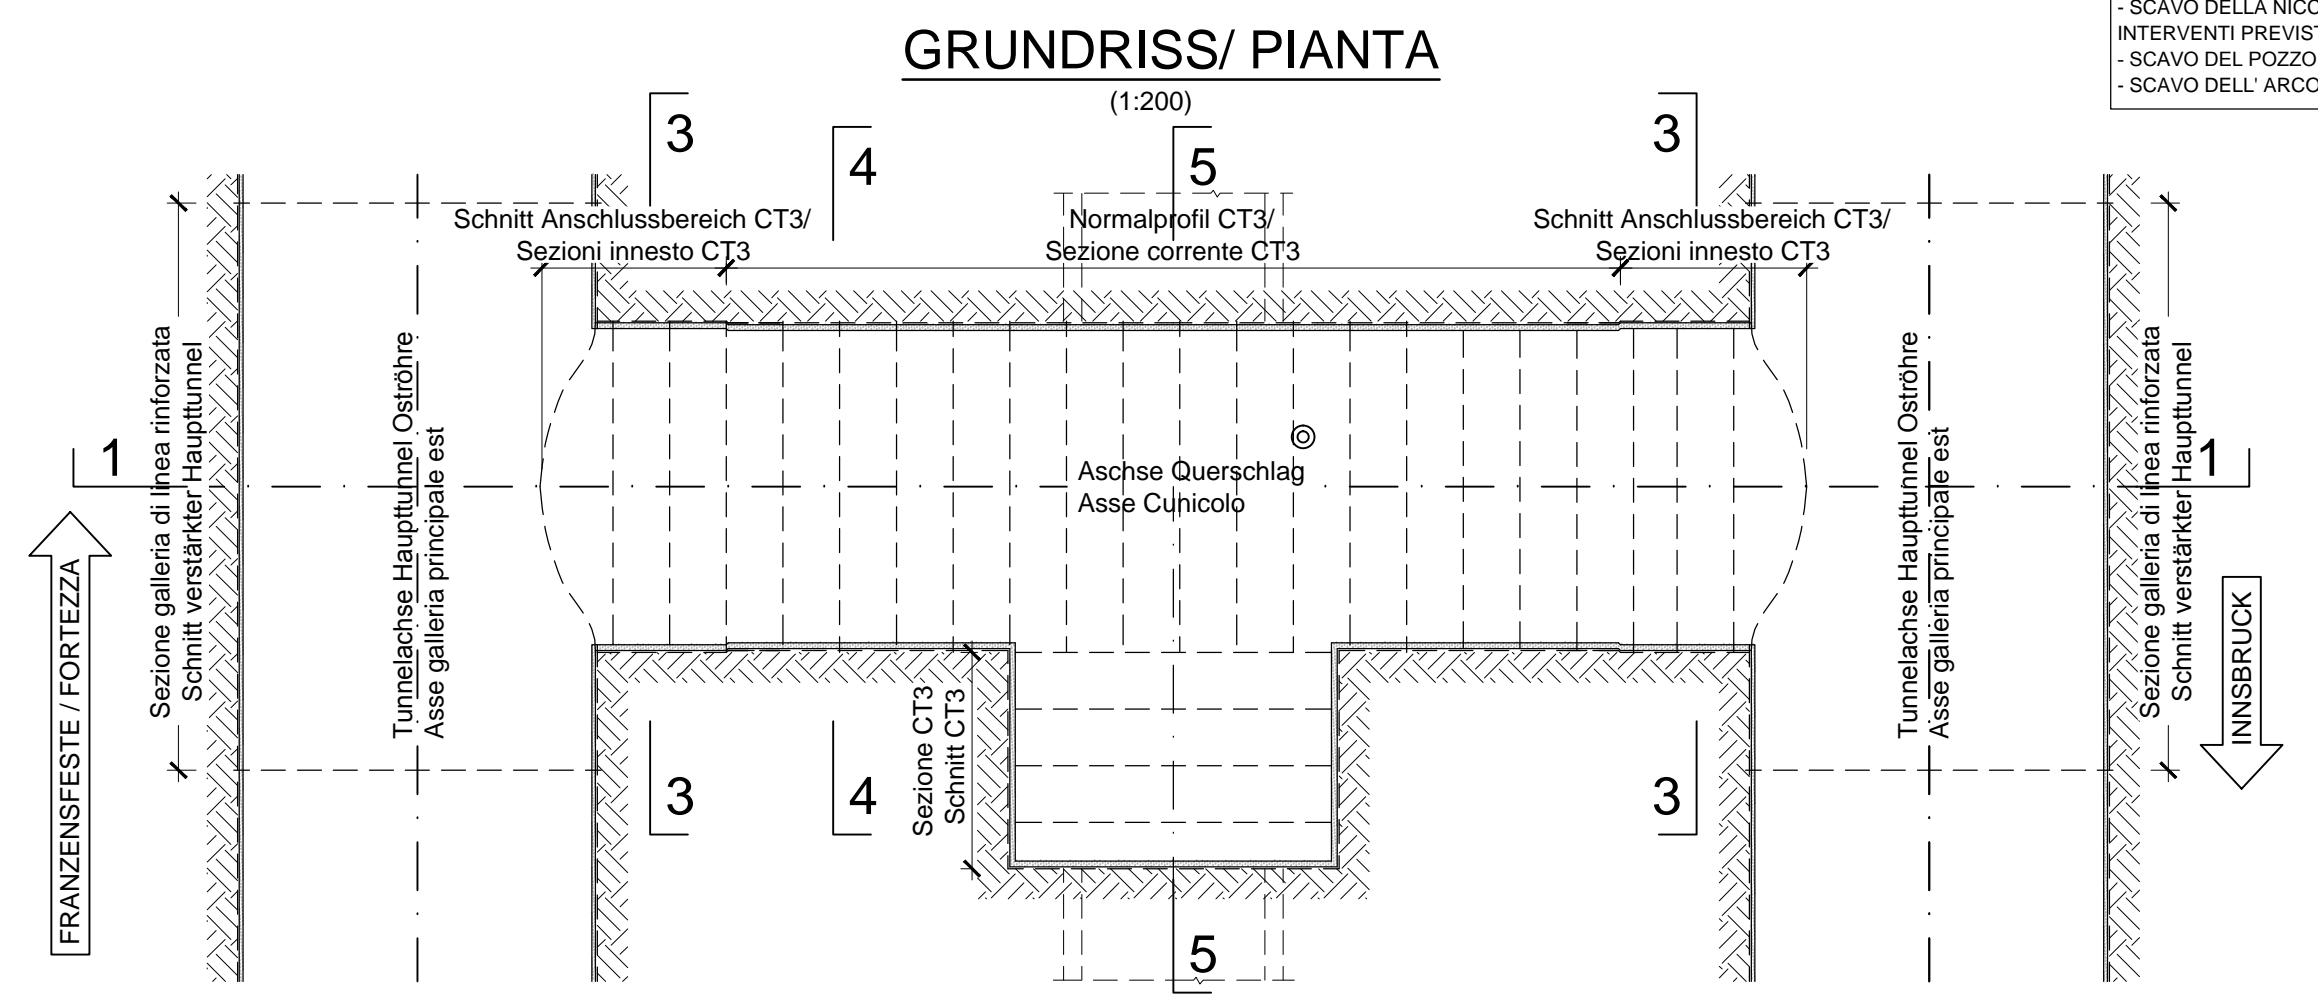 - SCAVO DELLA
INTERVENTI
- SCAVO DEL POZZO
- SCAVO DELL' ARCO
GRUNDRISS/ PIANTA
(1:200)
3
4
5
3
Schnitt Anschlussbereich CT3/
Sezioni innesto CT3
Normalprofil CT3/
Sezione corrente CT3
Schnitt Anschlussbereich CT3/
Sezioni innesto CT3
1
Sezione galleria di linea rinforzata
Schnitt verstärkter Haupttunnel
Tunnelachse Haupttunnel Oströhre
Asse galleria principale est
Aschse Querschlag
Asse Cunicolo
Tunnelachse Haupttunnel Oströhre
Asse galleria principale est
Sezione galleria di linea rinforzata
Schnitt verstärkter Haupttunnel
1
FRANZENSFESTE / FORTEZZA
INNSBRUCK
Sezione CT3
Schnitt CT3
3
4
3
5